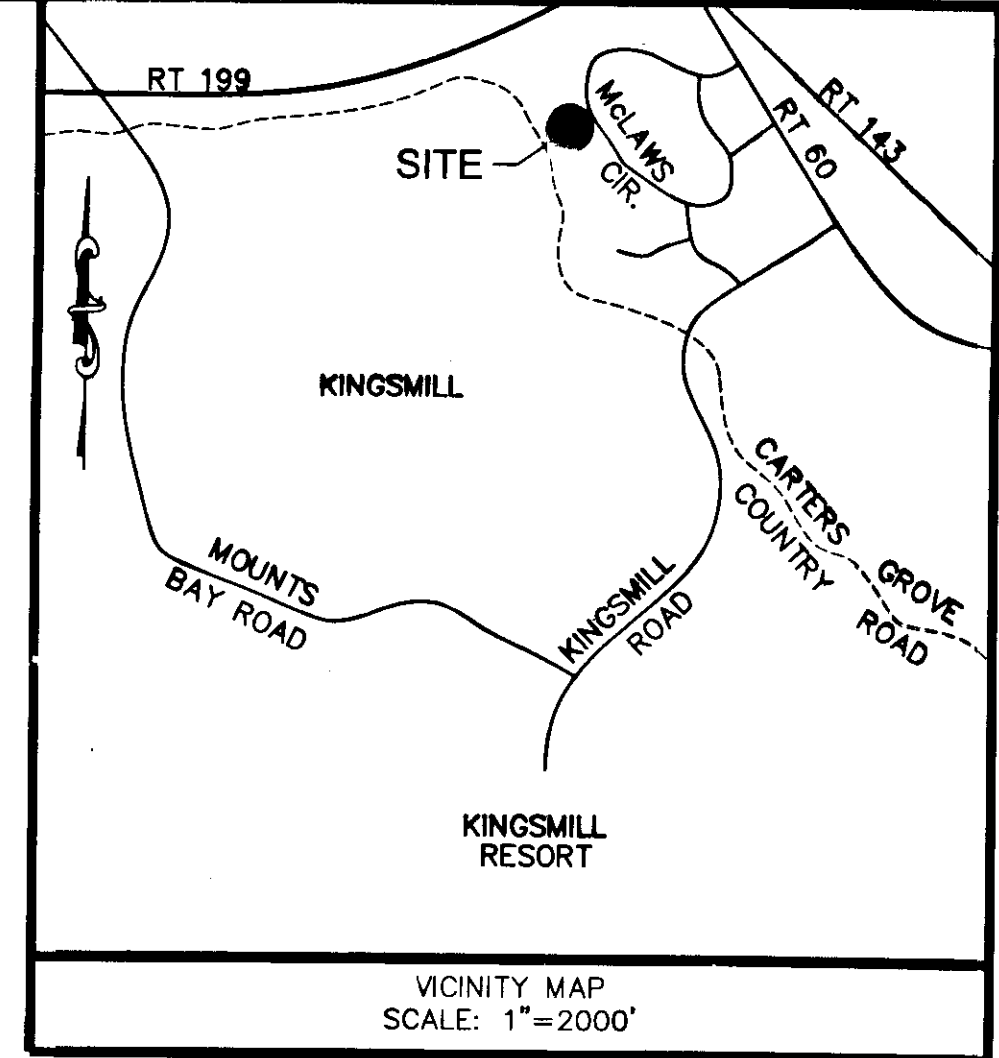 RT 199
McLAWS
CIR.
RT 60
RT 143
SITE
KINGSMILL
CARTERS GROVE
COUNTRY ROAD
MOUNTS
BAY ROAD
KINGSMILL
ROAD
KINGSMILL
RESORT
VICINITY MAP
SCALE: 1"=2000'